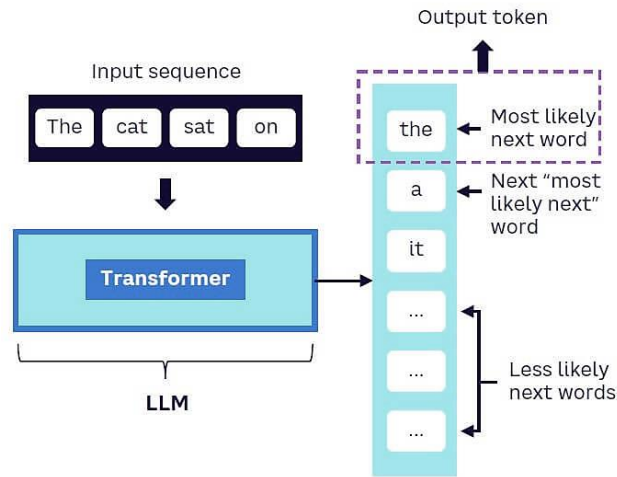 Output token
Input sequence
The cat sat on
the
Most likely
next word
a
Next “most
likely next”
word
it
Transformer
...
...
...
Less likely
next words
LLM